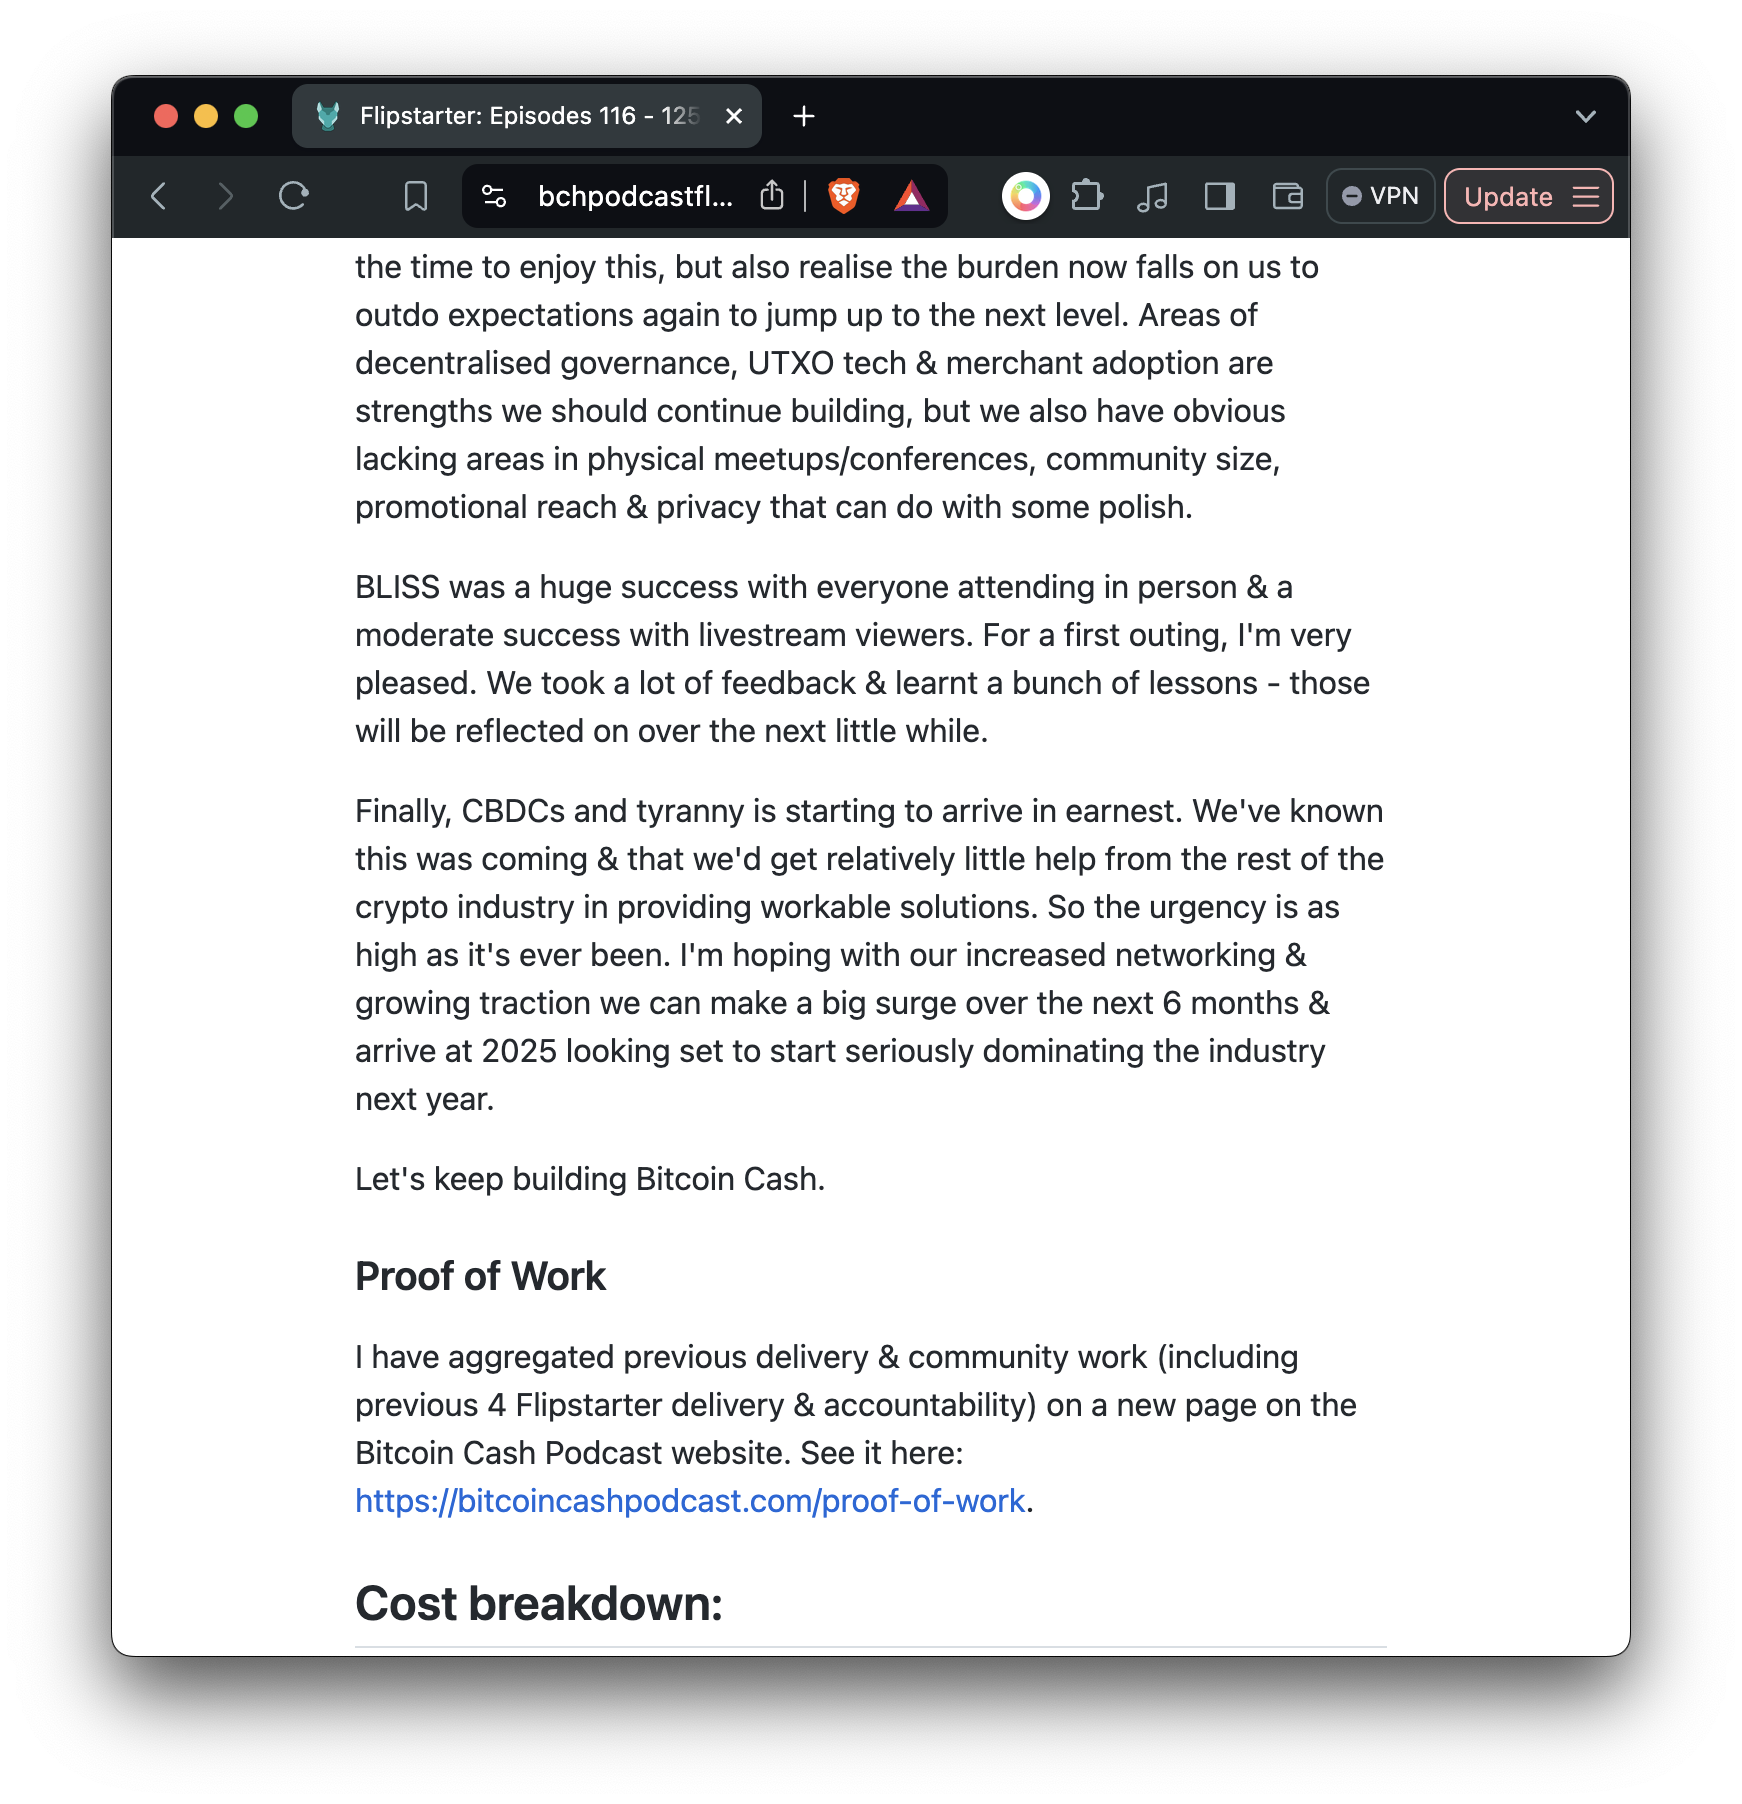 Flipstarter: Episodes 116 - 125
bchpodcastfl...
VPN
Update
the time to enjoy this, but also realise the burden now falls on us to
outdo expectations again to jump up to the next level. Areas of
decentralised governance, UTXO tech & merchant adoption are
strengths we should continue building, but we also have obvious
lacking areas in physical meetups/conferences, community size,
promotional reach & privacy that can do with some polish.
BLISS was a huge success with everyone attending in person & a
moderate success with livestream viewers. For a first outing, I'm very
pleased. We took a lot of feedback & learnt a bunch of lessons - those
will be reflected on over the next little while.
Finally, CBDCs and tyranny is starting to arrive in earnest. We've known
this was coming & that we'd get relatively little help from the rest of the
crypto industry in providing workable solutions. So the urgency is as
high as it's ever been. I'm hoping with our increased networking &
growing traction we can make a big surge over the next 6 months &
arrive at 2025 looking set to start seriously dominating the industry
next year.
Let's keep building Bitcoin Cash.
Proof of Work
I have aggregated previous delivery & community work (including
previous 4 Flipstarter delivery & accountability) on a new page on the
Bitcoin Cash Podcast website. See it here:
https://bitcoincashpodcast.com/proof-of-work.
Cost breakdown: